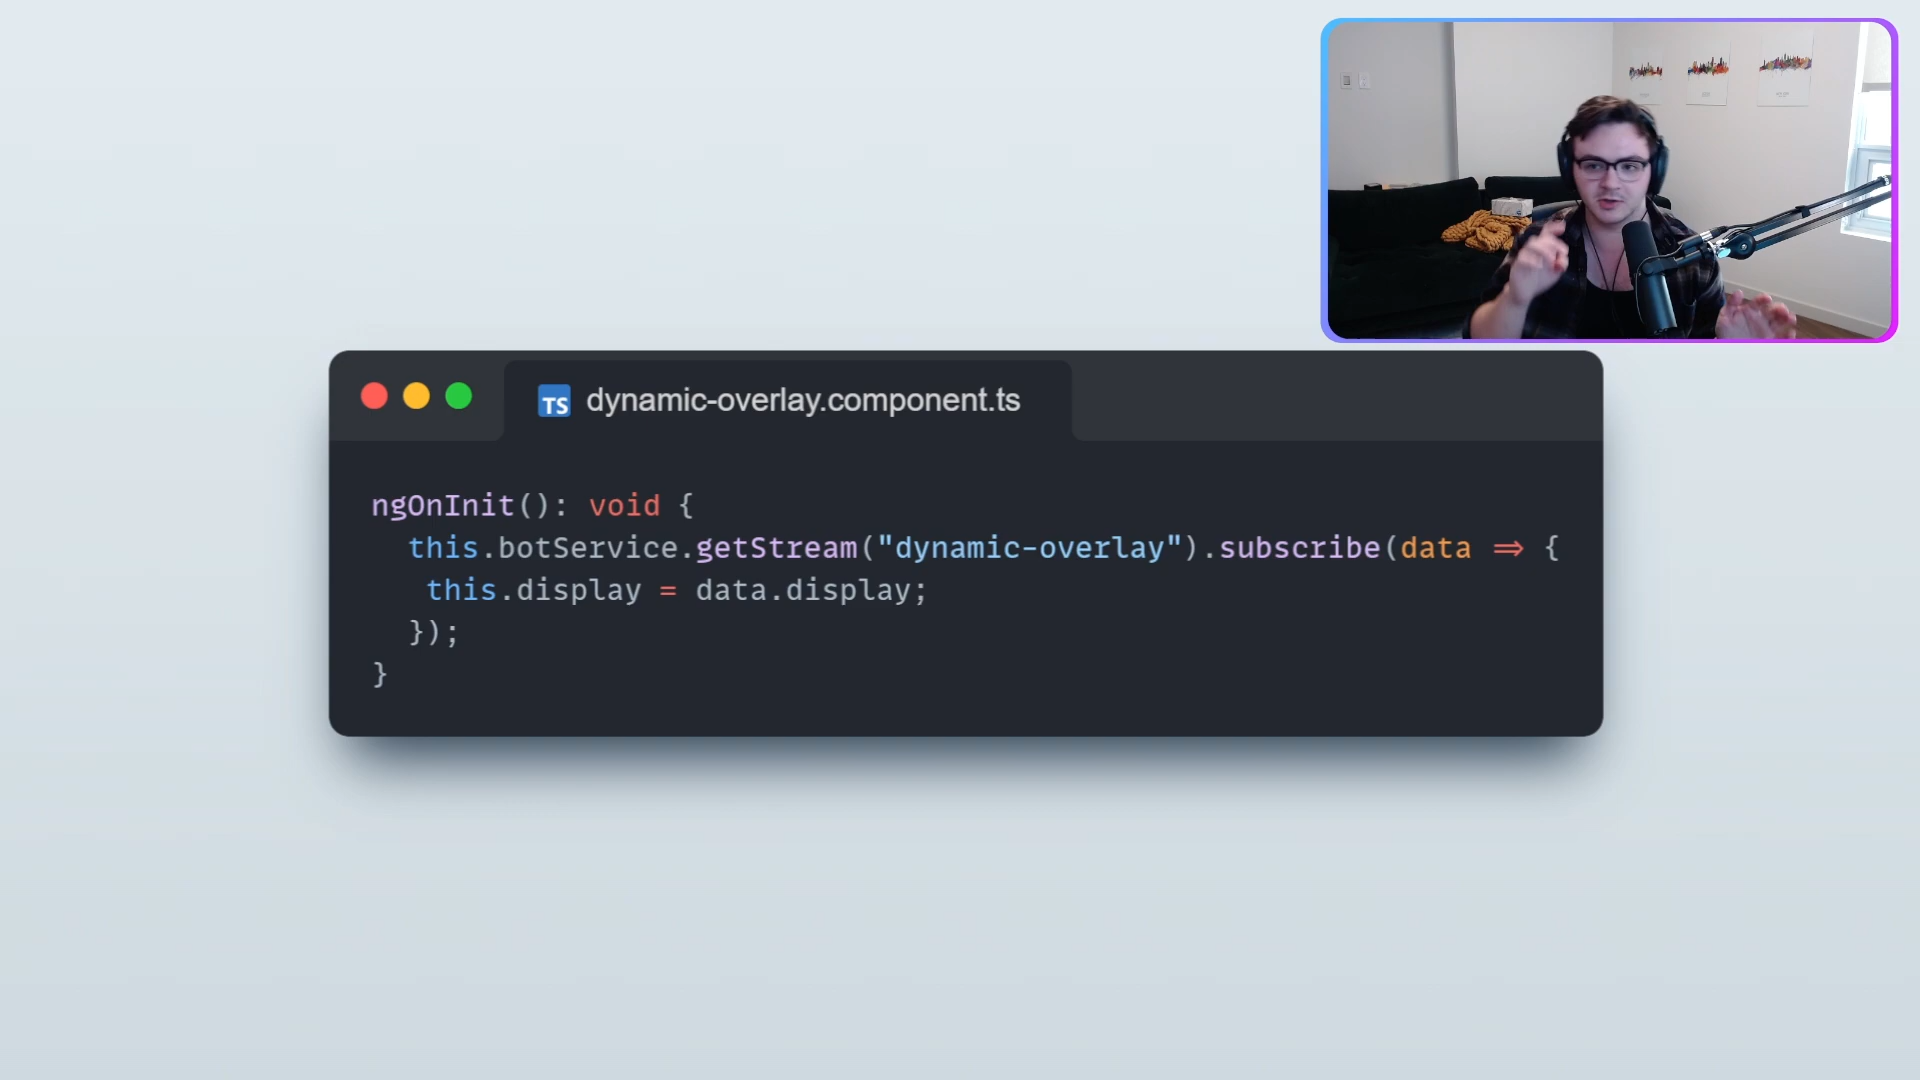 TS dynamic-overlay.component.ts
ngOnInit(): void {
  this.botService.getStream("dynamic-overlay").subscribe(data => {
   this.display = data.display;
  });
}